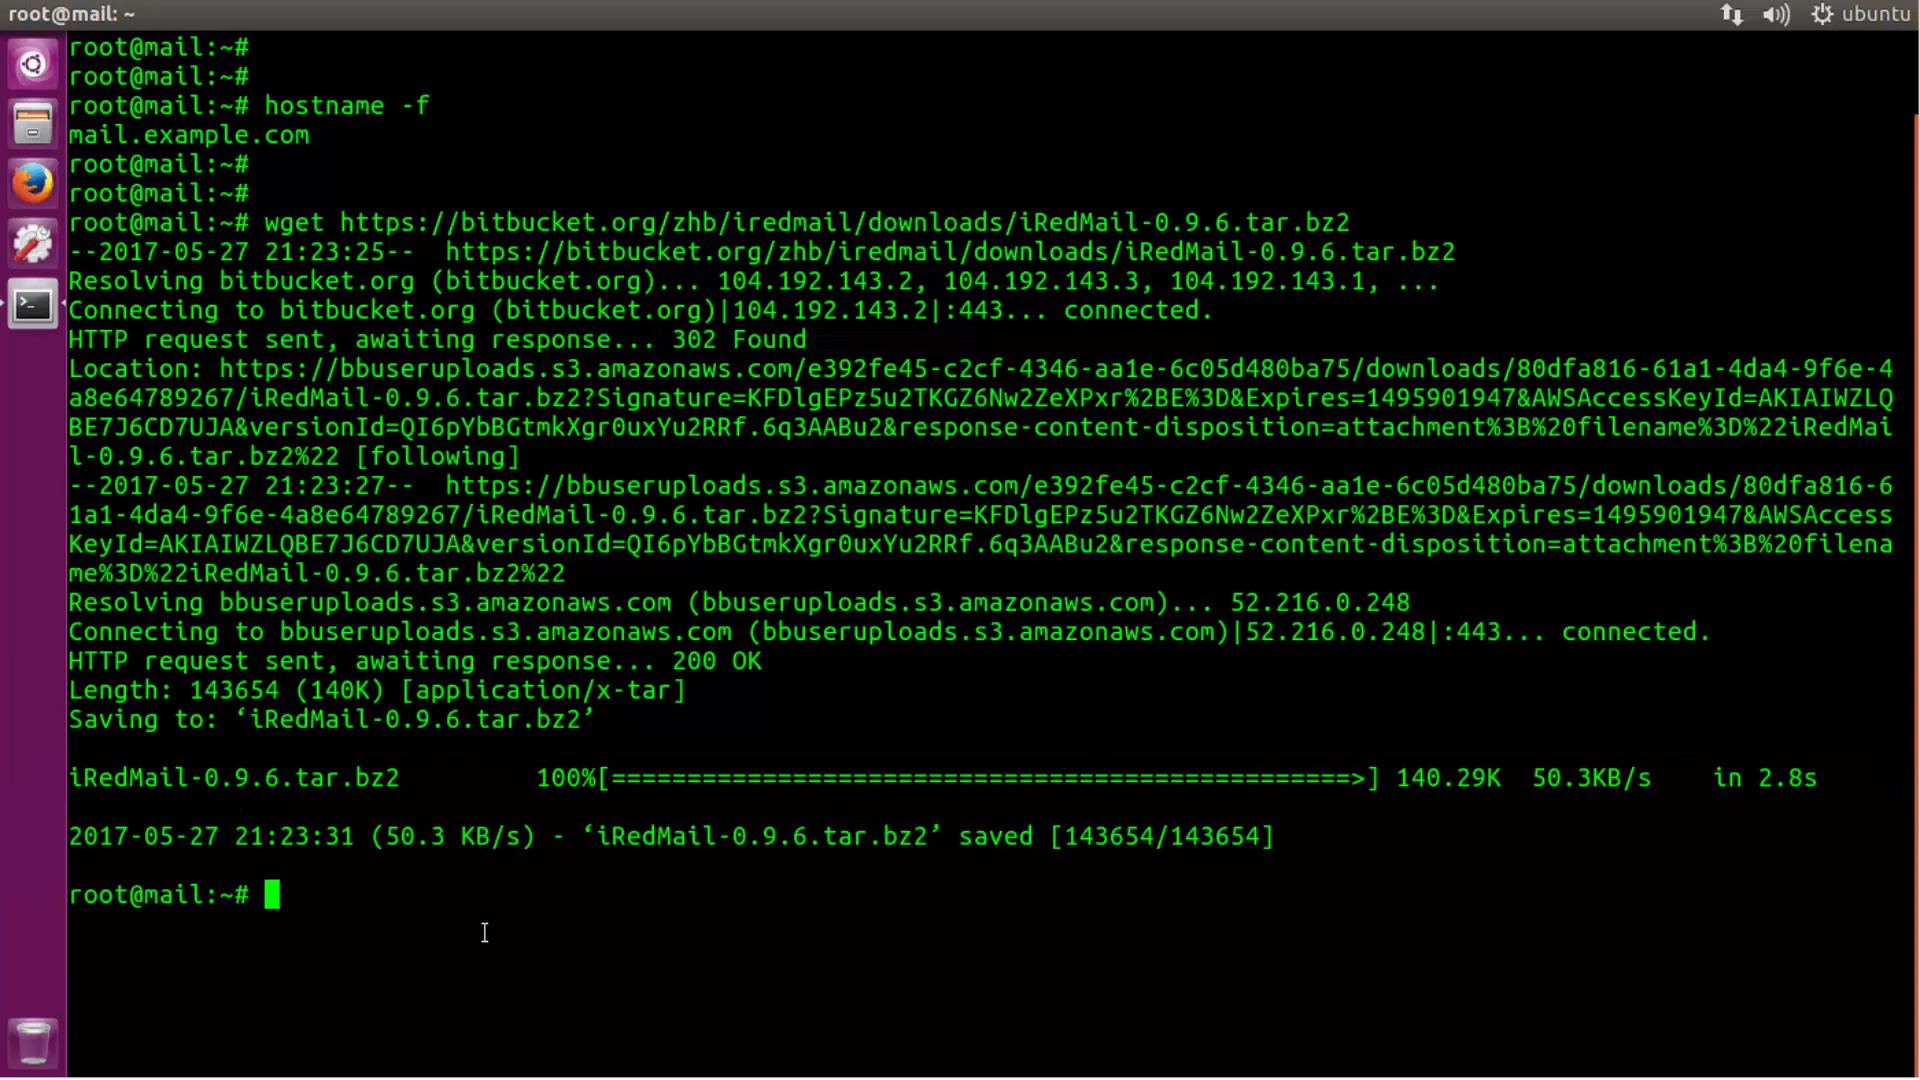 root@mail: ~
ubuntu
root@mail:~#
root@mail:~#
root@mail:~# hostname -f
mail.example.com
root@mail:~#
root@mail:~#
root@mail:~# wget https://bitbucket.org/zhb/iredmail/downloads/iRedMail-0.9.6.tar.bz2
--2017-05-27 21:23:25--  https://bitbucket.org/zhb/iredmail/downloads/iRedMail-0.9.6.tar.bz2
Resolving bitbucket.org (bitbucket.org)... 104.192.143.2, 104.192.143.3, 104.192.143.1, ...
Connecting to bitbucket.org (bitbucket.org)|104.192.143.2|:443... connected.
HTTP request sent, awaiting response... 302 Found
Location: https://bbuseruploads.s3.amazonaws.com/e392fe45-c2cf-4346-aa1e-6c05d480ba75/downloads/80dfa816-61a1-4da4-9f6e-4
a8e64789267/iRedMail-0.9.6.tar.bz2?Signature=KFDlgEPz5u2TKGZ6Nw2ZeXPxr%2BE%3D&Expires=1495901947&AWSAccessKeyId=AKIAIWZLQ
BE7J6CD7UJA&versionId=QI6pYbBGtmkXgr0uxYu2RRf.6q3AABu2&response-content-disposition=attachment%3B%20filename%3D%22iRedMai
l-0.9.6.tar.bz2%22 [following]
--2017-05-27 21:23:27--  https://bbuseruploads.s3.amazonaws.com/e392fe45-c2cf-4346-aa1e-6c05d480ba75/downloads/80dfa816-6
1a1-4da4-9f6e-4a8e64789267/iRedMail-0.9.6.tar.bz2?Signature=KFDlgEPz5u2TKGZ6Nw2ZeXPxr%2BE%3D&Expires=1495901947&AWSAccess
KeyId=AKIAIWZLQBE7J6CD7UJA&versionId=QI6pYbBGtmkXgr0uxYu2RRf.6q3AABu2&response-content-disposition=attachment%3B%20filena
me%3D%22iRedMail-0.9.6.tar.bz2%22
Resolving bbuseruploads.s3.amazonaws.com (bbuseruploads.s3.amazonaws.com)... 52.216.0.248
Connecting to bbuseruploads.s3.amazonaws.com (bbuseruploads.s3.amazonaws.com)|52.216.0.248|:443... connected.
HTTP request sent, awaiting response... 200 OK
Length: 143654 (140K) [application/x-tar]
Saving to: ‘iRedMail-0.9.6.tar.bz2’
iRedMail-0.9.6.tar.bz2         100%[=================================================>] 140.29K  50.3KB/s    in 2.8s
2017-05-27 21:23:31 (50.3 KB/s) - ‘iRedMail-0.9.6.tar.bz2’ saved [143654/143654]
root@mail:~#